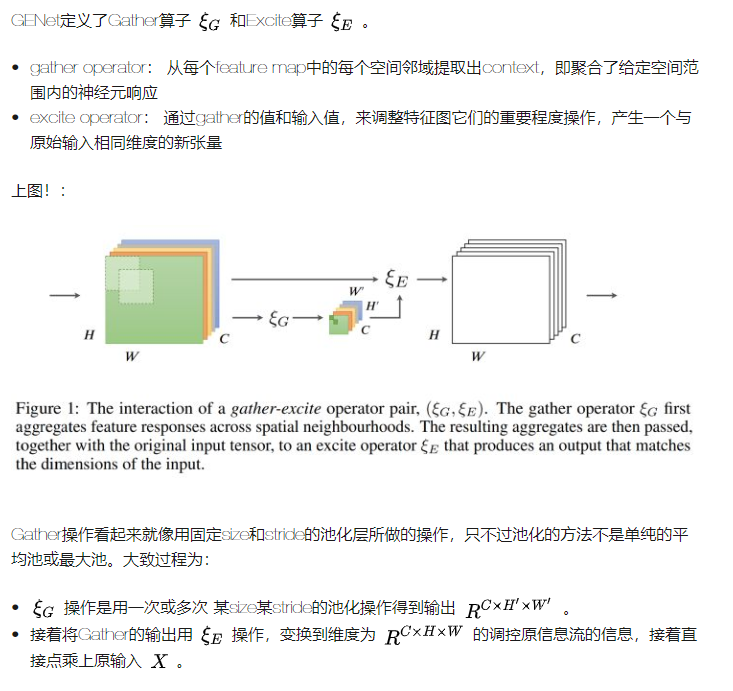 GENet定义了Gather算子 ξG 和Excite算子 ξE 。
gather operator： 从每个feature map中的每个空间邻域提取出context，即聚合了给定空间范
围内的神经元响应
excite operator： 通过gather的值和输入值，来调整特征图它们的重要程度操作，产生一个与
原始输入相同维度的新张量
上图！：
H
W
C
ξG
W'
H'
C
ξE
H
W
C
Figure 1: The interaction of a gather-excite operator pair, (ξG, ξE). The gather operator ξG first
aggregates feature responses across spatial neighbourhoods. The resulting aggregates are then passed,
together with the original input tensor, to an excite operator ξE that produces an output that matches
the dimensions of the input.
Gather操作看起来就像用固定size和stride的池化层所做的操作，只不过池化的方法不是单纯的平
均池或最大池。大致过程为：
ξG 操作是用一次或多次 某size某stride的池化操作得到输出 R^{C×H'×W'} 。
接着将Gather的输出用 ξE 操作，变换到维度为 R^{C×H×W} 的调控原信息流的信息，接着直
接点乘上原输入 X 。